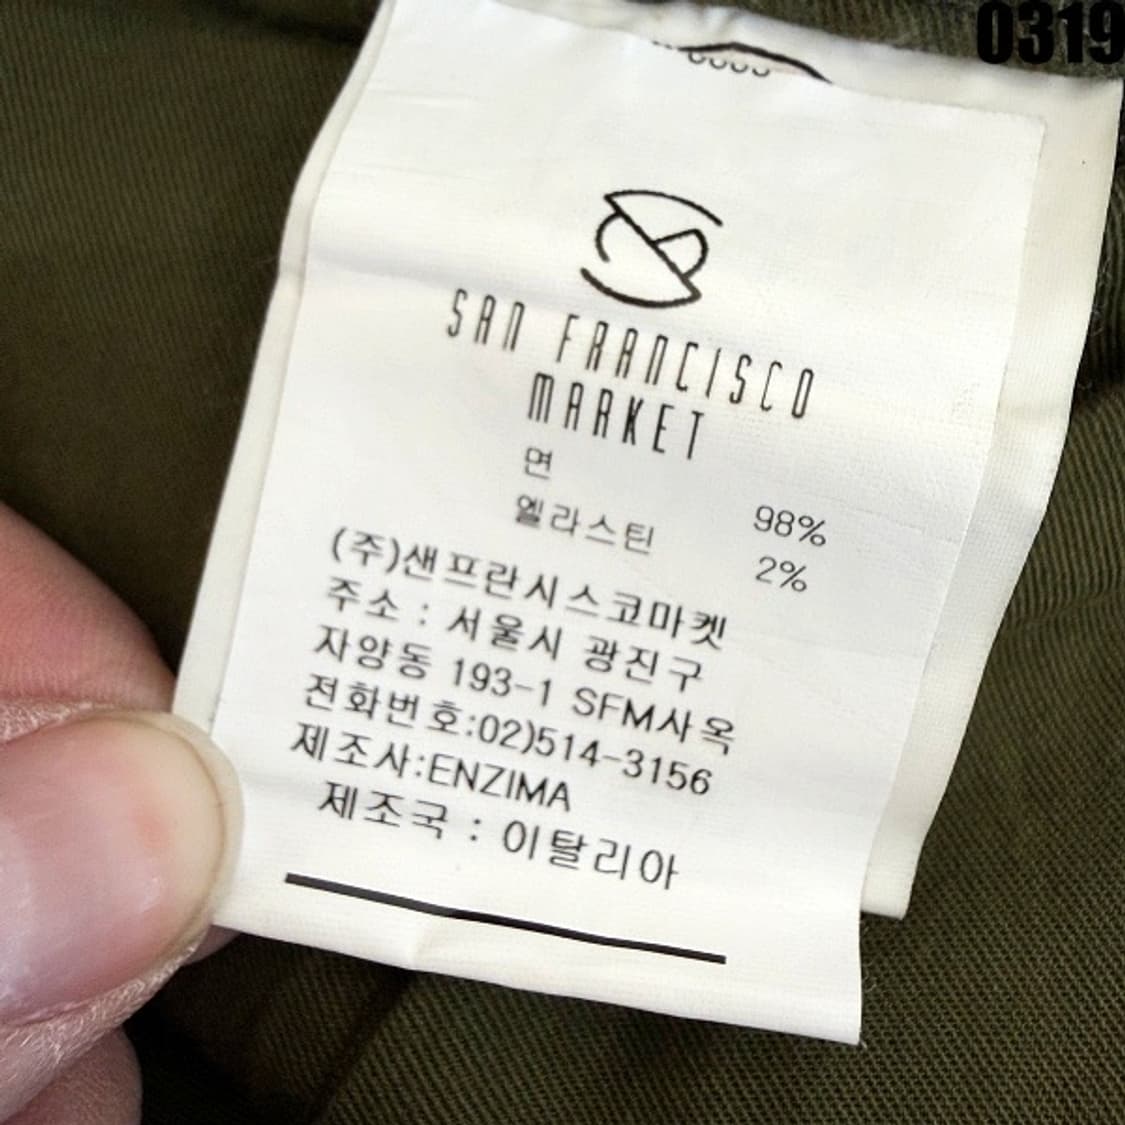 0319
SAN FRANCISCO
MARKET
면 98%
엘라스틴 2%
(주)샌프란시스코마켓
주소 : 서울시 광진구
자양동 193-1 SFM사옥
전화번호:02)514-3156
제조사:ENZIMA
제조국 : 이탈리아